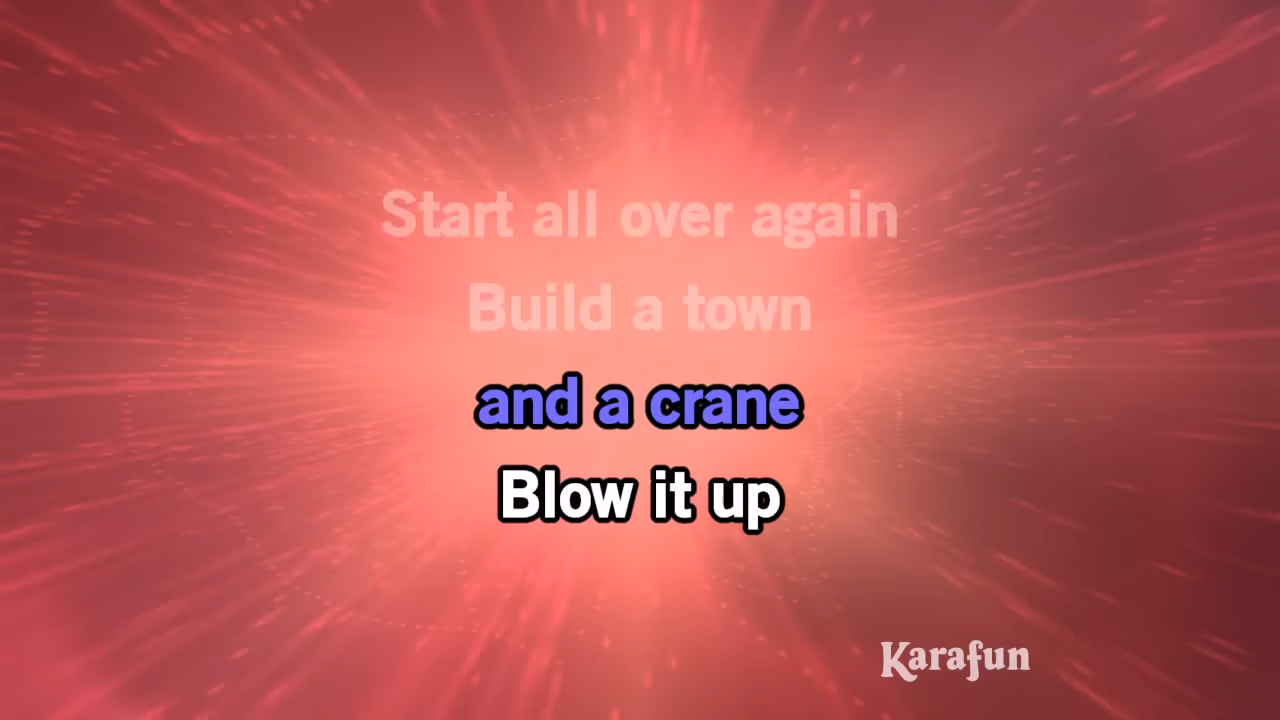 Start all over again
Build a town
and a crane
Blow it up
Karafun